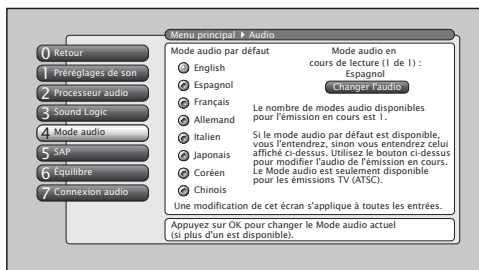 Menu principal ▸ Audio
0 Retour
1 Préréglages de son
2 Processeur audio
3 Sound Logic
4 Mode audio
5 SAP
6 Équilibre
7 Connexion audio
Mode audio par défaut
English
Espagnol
Français
Allemand
Italien
Japonais
Coréen
Chinois
Mode audio en
cours de lecture (1 de 1) :
Espagnol
Changer l'audio
Le nombre de modes audio disponibles
pour l'émission en cours est 1.
Si le mode audio par défaut est disponible,
vous l'entendrez, sinon vous entendrez celui
affiché ci-dessus. Utilisez le bouton ci-dessus
pour modifier l'audio de l'émission en cours.
Le Mode audio est seulement disponible
pour les émissions TV (ATSC).
Une modification de cet écran s'applique à toutes les entrées.
Appuyez sur OK pour changer le Mode audio actuel
(si plus d'un est disponible).